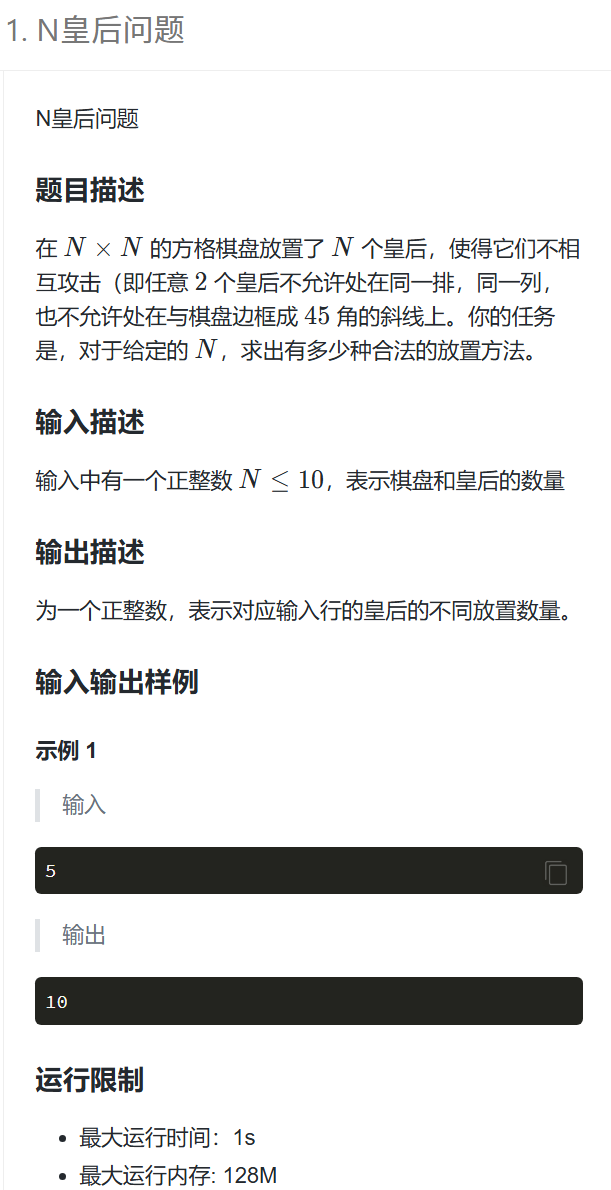 1. N皇后问题
N皇后问题
题目描述
在 N × N 的方格棋盘放置了 N 个皇后，使得它们不相
互攻击（即任意 2 个皇后不允许处在同一排，同一列，
也不允许处在与棋盘边框成 45 角的斜线上。你的任务
是，对于给定的 N，求出有多少种合法的放置方法。
输入描述
输入中有一个正整数 N ≤ 10，表示棋盘和皇后的数量
输出描述
为一个正整数，表示对应输入行的皇后的不同放置数量。
输入输出样例
示例 1
输入
5
输出
10
运行限制
• 最大运行时间：1s
• 最大运行内存: 128M